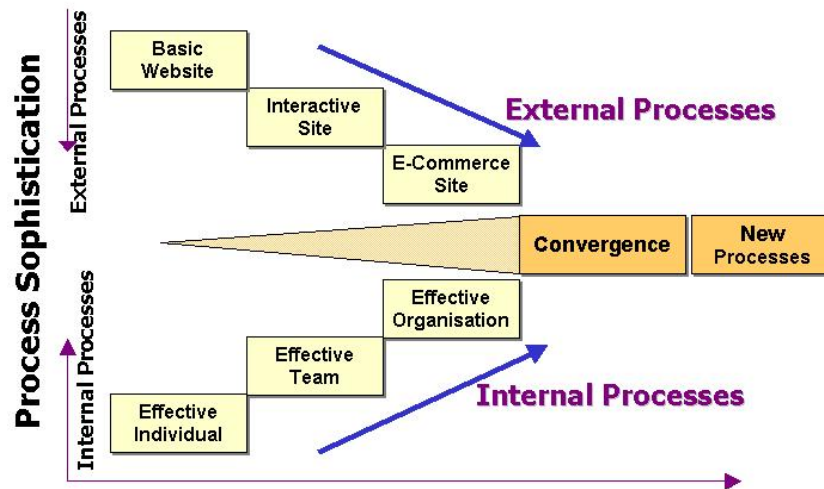 Process Sophistication
External Processes
Internal Processes
Basic
Website
Interactive
Site
E-Commerce
Site
External Processes
Convergence
New
Processes
Effective
Organisation
Effective
Team
Effective
Individual
Internal Processes